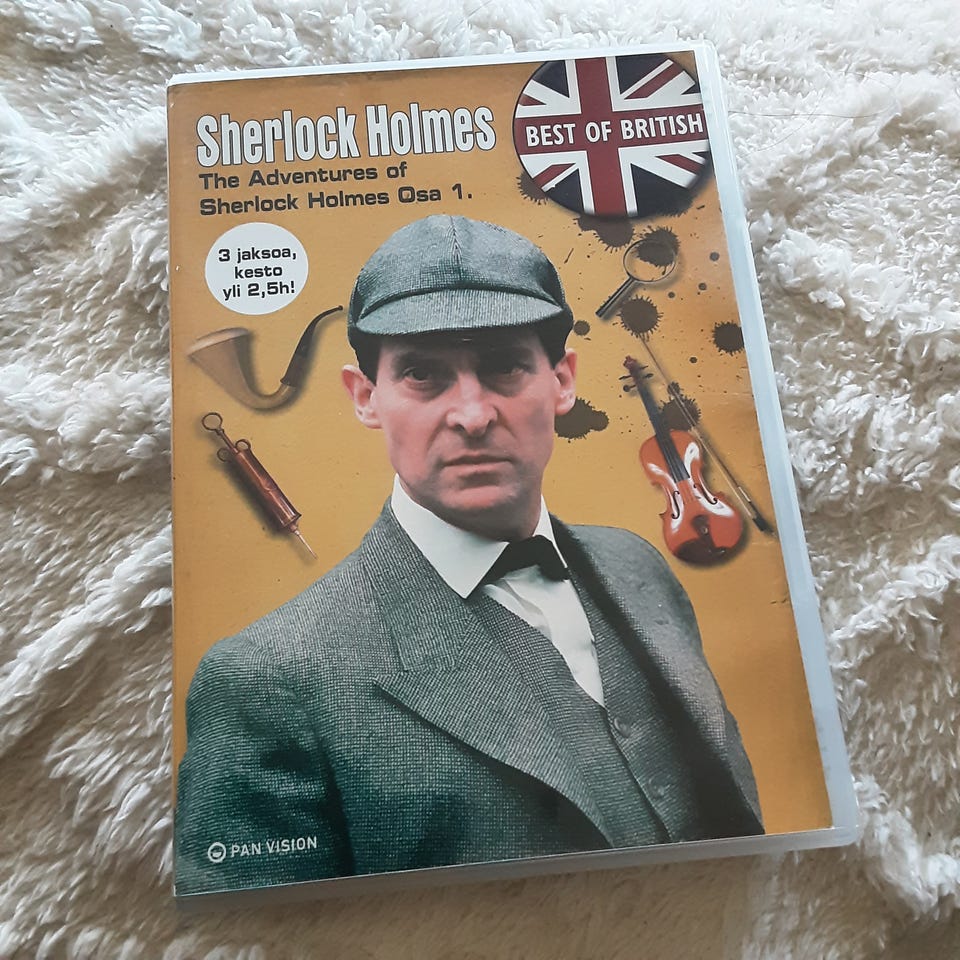 Sherlock Holmes
The Adventures of
Sherlock Holmes Osa 1.
BEST OF BRITISH
3 jaksoa,
kesto
yli 2,5h!
PAN VISION